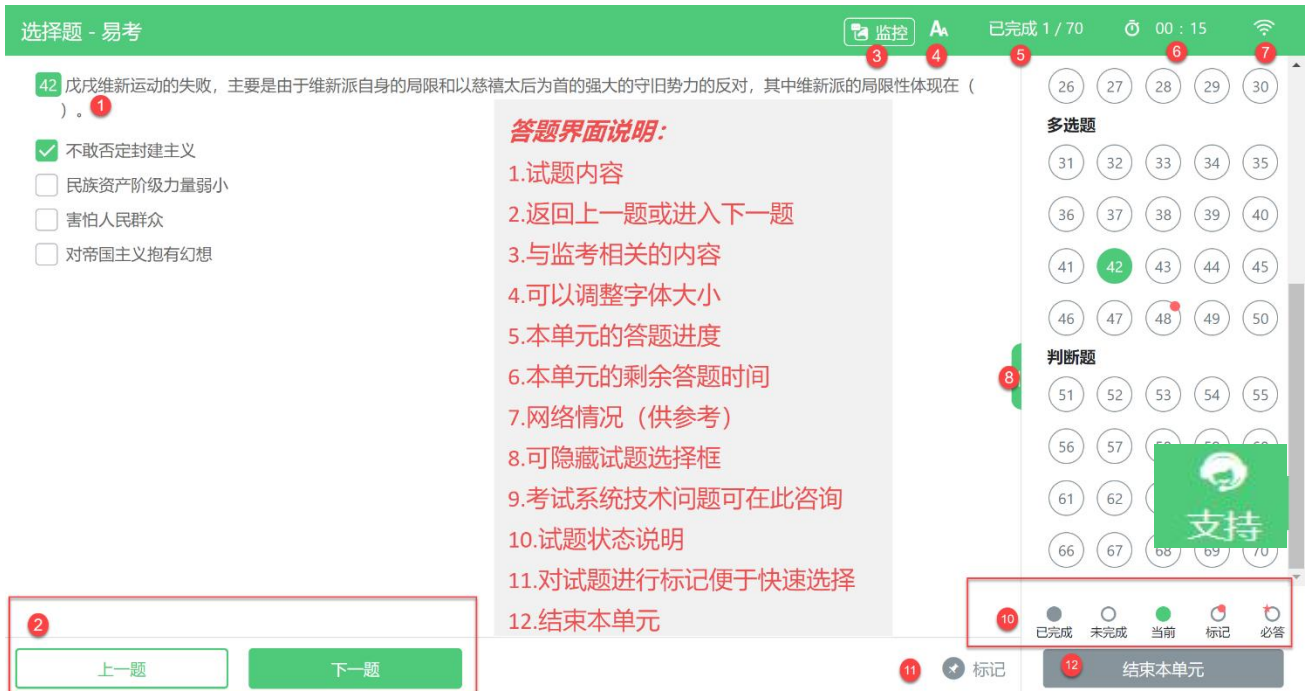 选择题 - 易考
监控
AA
已完成 1 / 70
00 : 15
3
4
5
6
7
42 戊戌维新运动的失败，主要是由于维新派自身的局限和以慈禧太后为首的强大的守旧势力的反对，其中维新派的局限性体现在（
）。
1
不敢否定封建主义
民族资产阶级力量弱小
害怕人民群众
对帝国主义抱有幻想
答题界面说明：
1.试题内容
2.返回上一题或进入下一题
3.与监考相关的内容
4.可以调整字体大小
5.本单元的答题进度
6.本单元的剩余答题时间
7.网络情况（供参考）
8.可隐藏试题选择框
9.考试系统技术问题可在此咨询
10.试题状态说明
11.对试题进行标记便于快速选择
12.结束本单元
26 27 28 29 30
多选题
31 32 33 34 35
36 37 38 39 40
41 42 43 44 45
46 47 48 49 50
判断题
8
51 52 53 54 55
56 57
61 62
66 67 68 69 70
支持
10
已完成 未完成 当前 标记 必答
2
上一题
下一题
11
标记
12
结束本单元